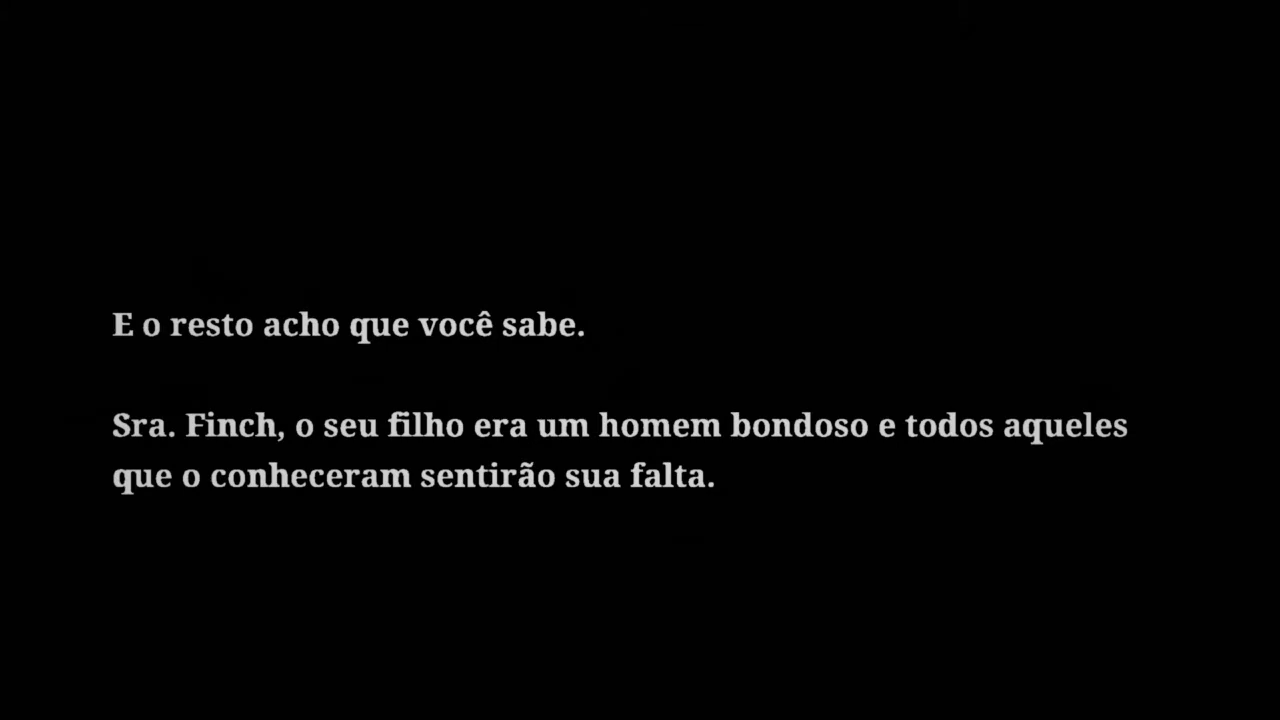 E o resto acho que você sabe.
Sra. Finch, o seu filho era um homem bondoso e todos aqueles
que o conheceram sentirão sua falta.